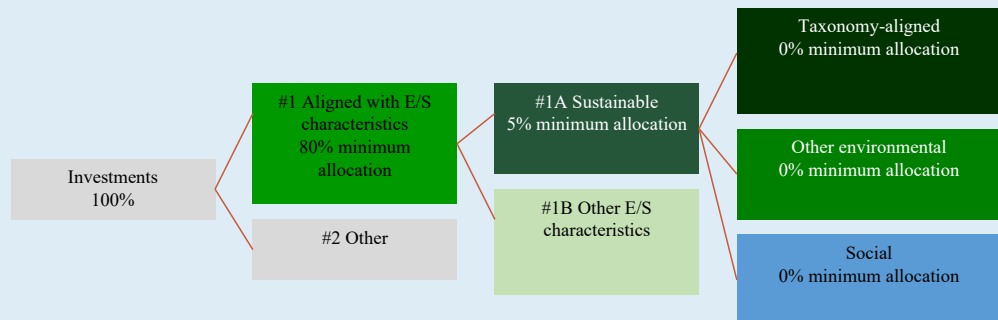 Investments
100%
#1 Aligned with E/S
characteristics
80% minimum
allocation
#2 Other
#1A Sustainable
5% minimum allocation
#1B Other E/S
characteristics
Taxonomy-aligned
0% minimum allocation
Other environmental
0% minimum allocation
Social
0% minimum allocation